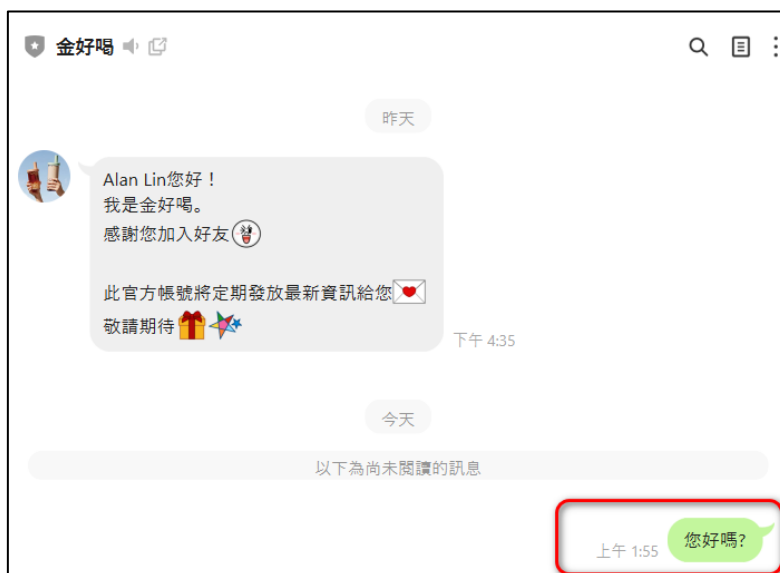 金好喝
昨天
Alan Lin您好！
我是金好喝。
感謝您加入好友
此官方帳號將定期發放最新資訊給您
敬請期待
下午 4:35
今天
以下為尚未閱讀的訊息
您好嗎?
上午 1:55